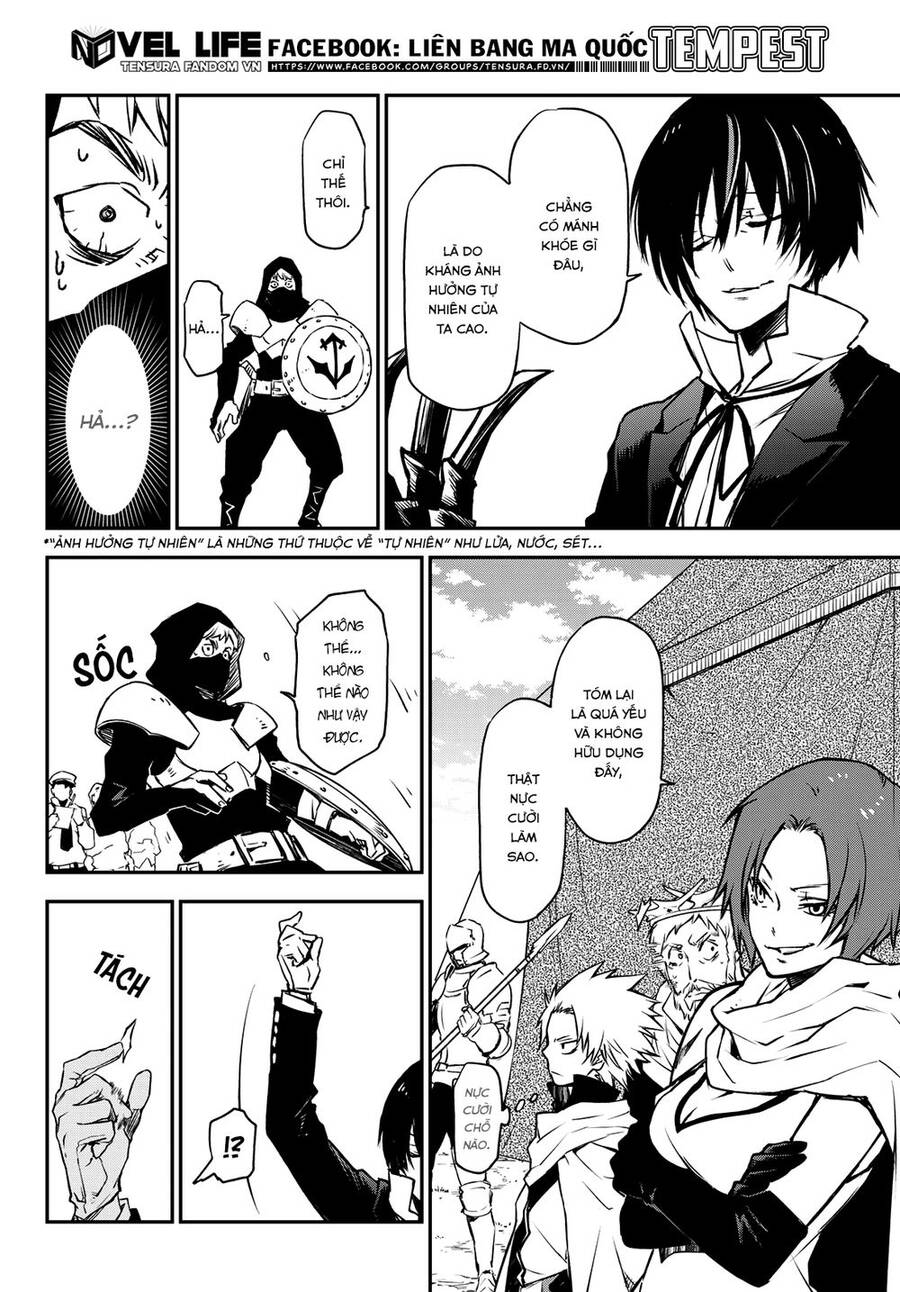 NOVEL LIFE
TENSURA FANDOM VN
FACEBOOK: LIÊN BANG MA QUỐC
HTTPS://WWW.FACEBOOK.COM/GROUPS/TENSURA.FD.VN/
TEMPEST
CHẲNG
CÓ MÁNH
KHÓE GÌ
ĐÂU,
LÀ DO
KHÁNG ẢNH
HƯỞNG TỰ
NHIÊN CỦA
TA CAO.
CHỈ
THẾ
THÔI.
HẢ...
HẢ...?
*"ẢNH HƯỞNG TỰ NHIÊN" LÀ NHỮNG THỨ THUỘC VỀ "TỰ NHIÊN" NHƯ LỬA, NƯỚC, SÉT...
TÓM LẠI
LÀ QUÁ YẾU
VÀ KHÔNG
HỮU DỤNG
ĐẤY,
THẬT
NỰC
CƯỜI LÀM
SAO.
NỰC
CƯỜI CHỖ
NÀO.
KHÔNG
THỂ...
KHÔNG
THỂ NÀO
NHƯ VẬY
ĐƯỢC.
SỐC
!?
TÁCH